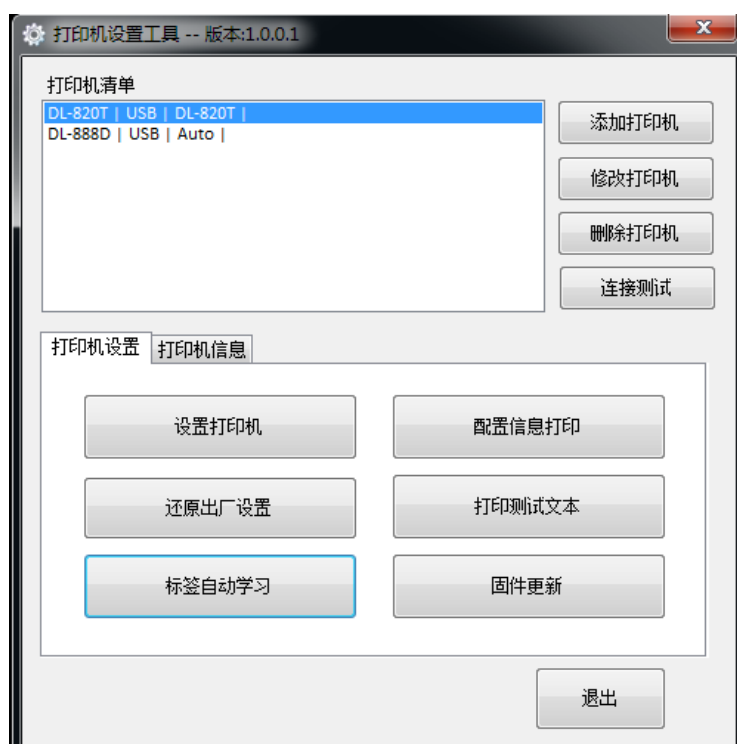 打印机设置工具 -- 版本:1.0.0.1
打印机清单
DL-820T | USB | DL-820T |
DL-888D | USB | Auto |
添加打印机
修改打印机
删除打印机
连接测试
打印机设置 打印机信息
设置打印机 配置信息打印
还原出厂设置 打印测试文本
标签自动学习 固件更新
退出